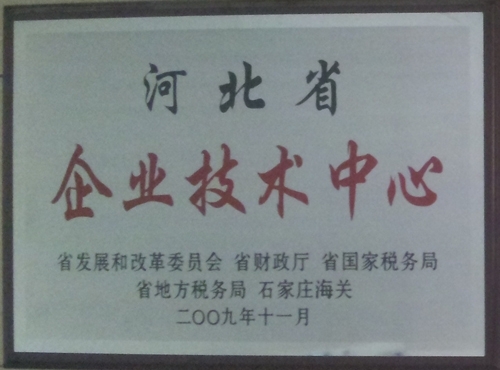 河北省
企业技术中心
省发展和改革委员会 省财政厅 省国家税务局
省地方税务局 石家庄海关
二〇〇九年十一月